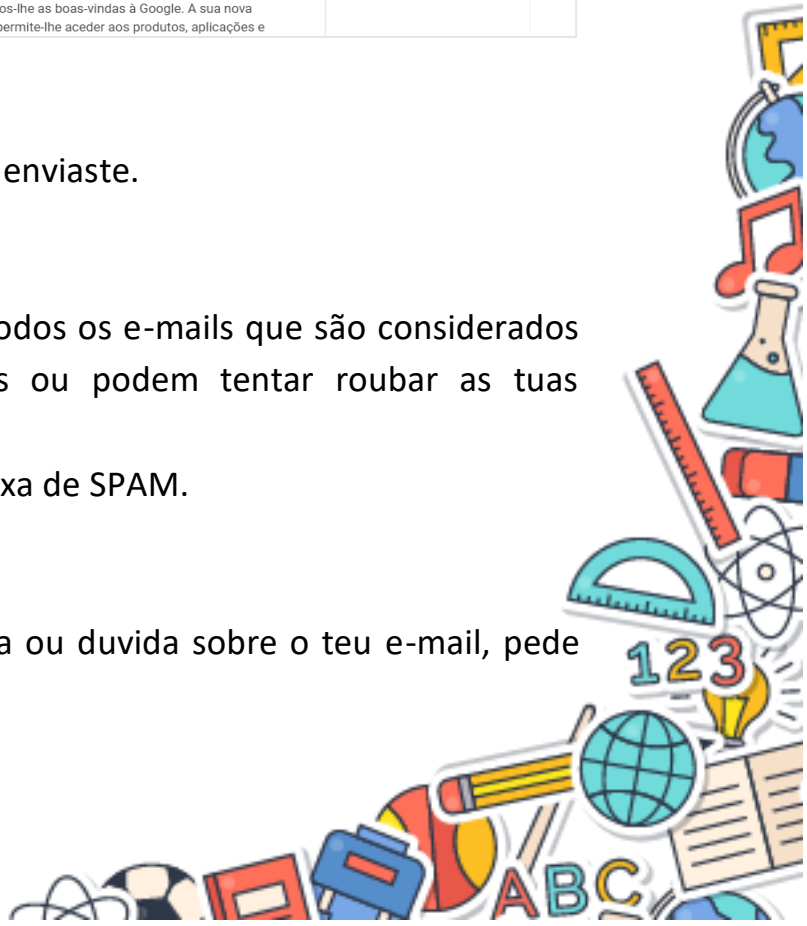 os-lhe as boas-vindas à Google. A sua nova
permite-lhe aceder aos produtos, aplicações e
enviaste.
odos os e-mails que são considerados
s ou podem tentar roubar as tuas
xa de SPAM.
a ou duvida sobre o teu e-mail, pede
123
ABC